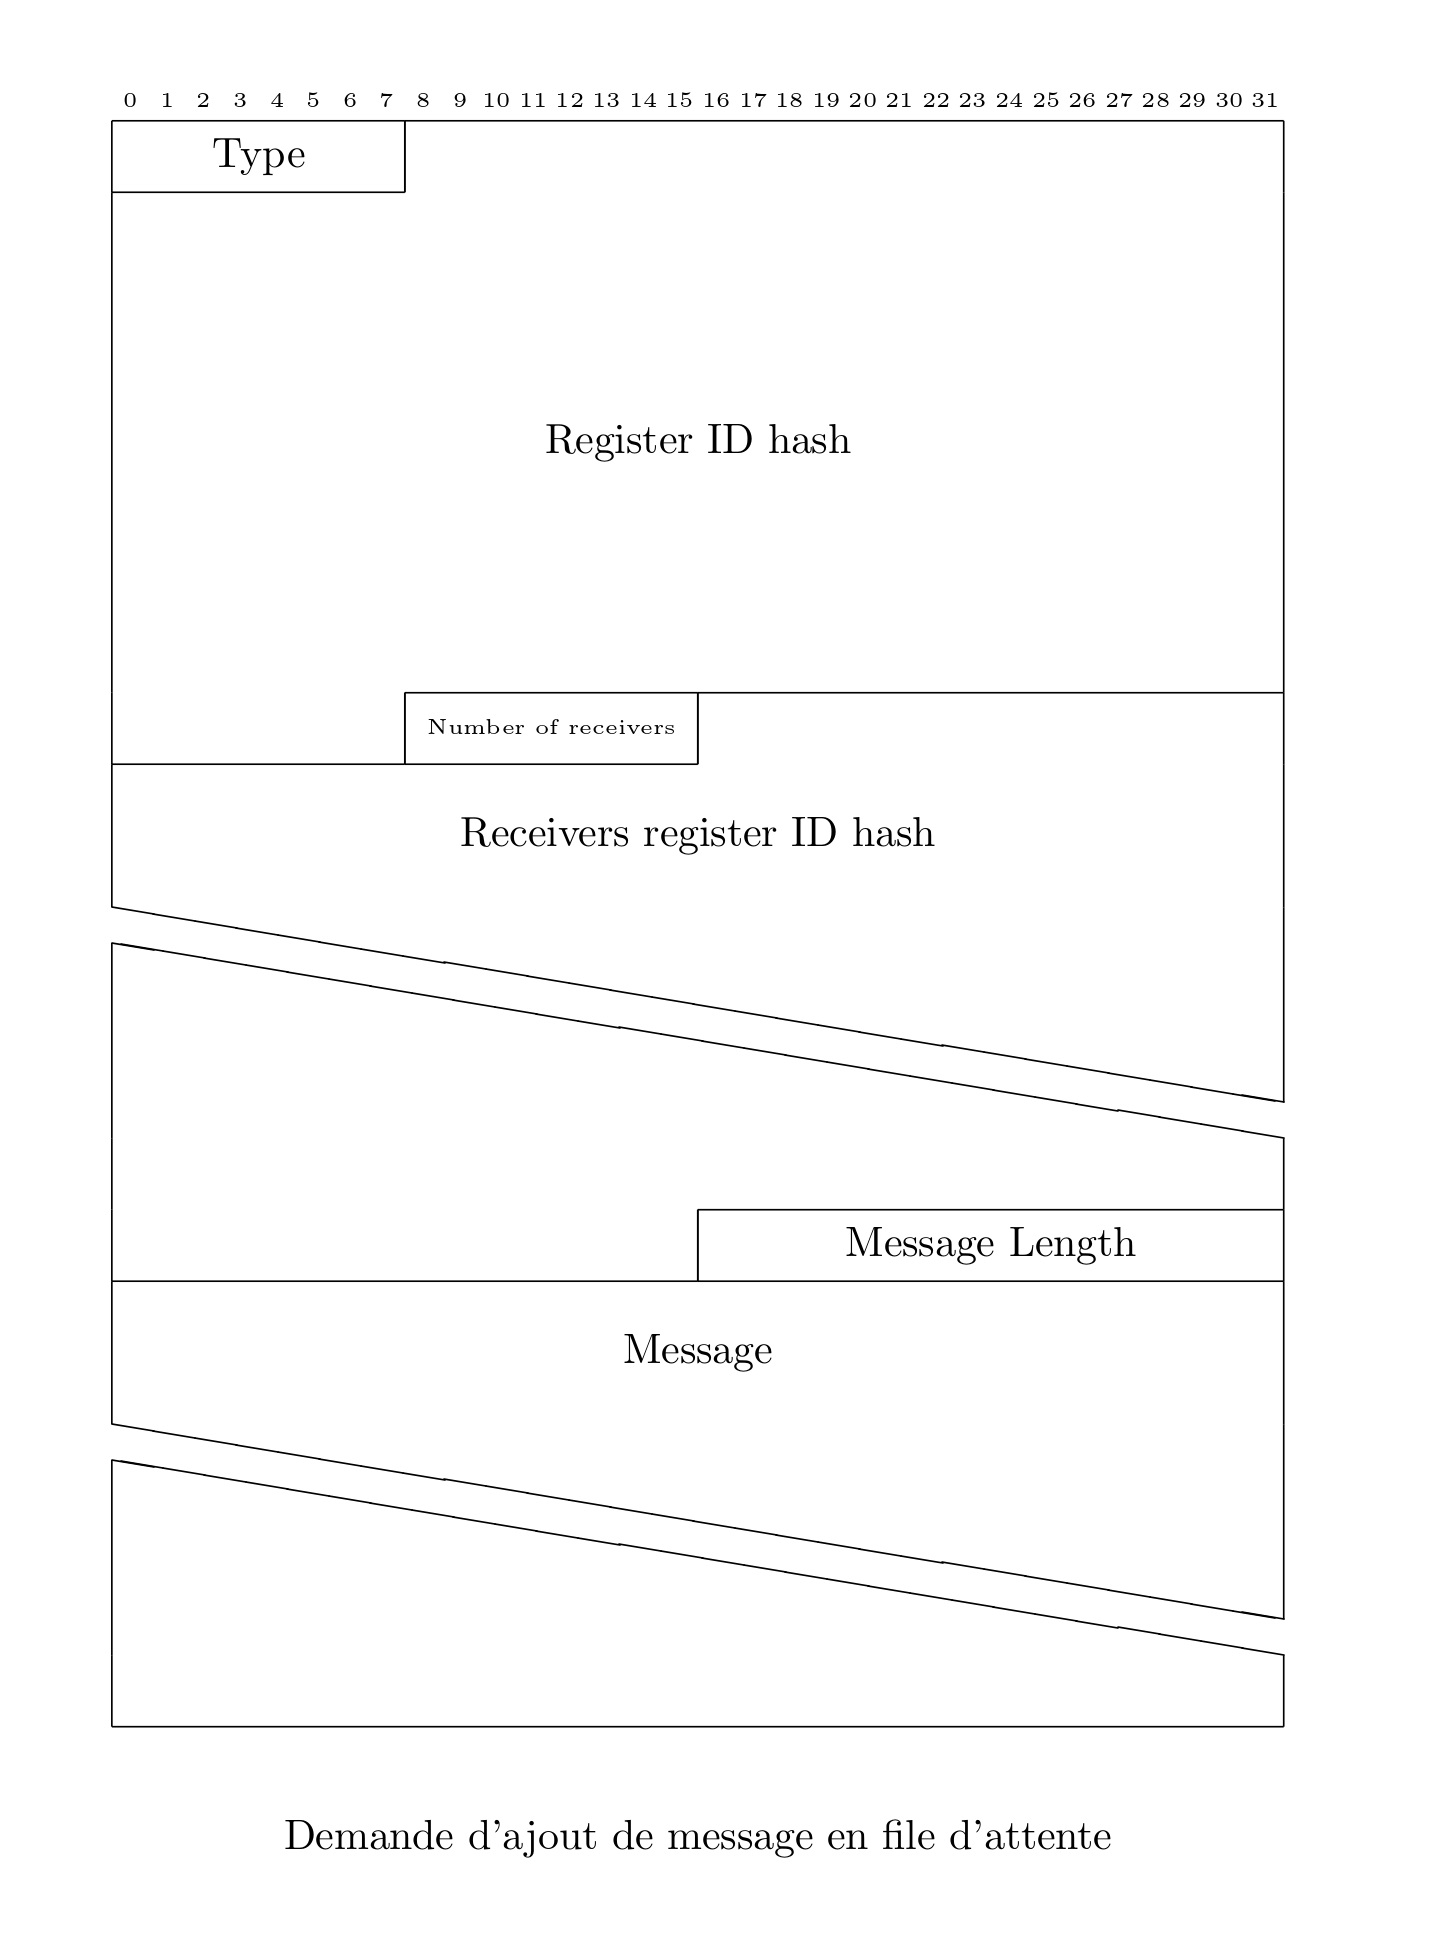 0 1 2 3 4 5 6 7 8 9 10 11 12 13 14 15 16 17 18 19 20 21 22 23 24 25 26 27 28 29 30 31
Type
Register ID hash
Number of receivers
Receivers register ID hash
Message Length
Message
Demande d'ajout de message en file d'attente